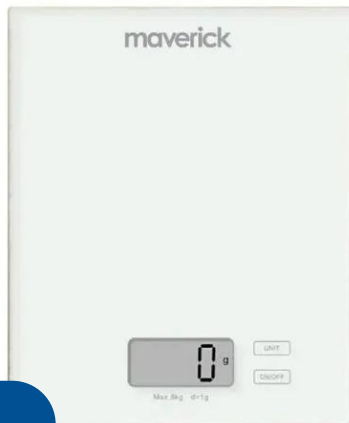 maverick
0 g
UNIT
ON/OFF
Max.8kg d=1g